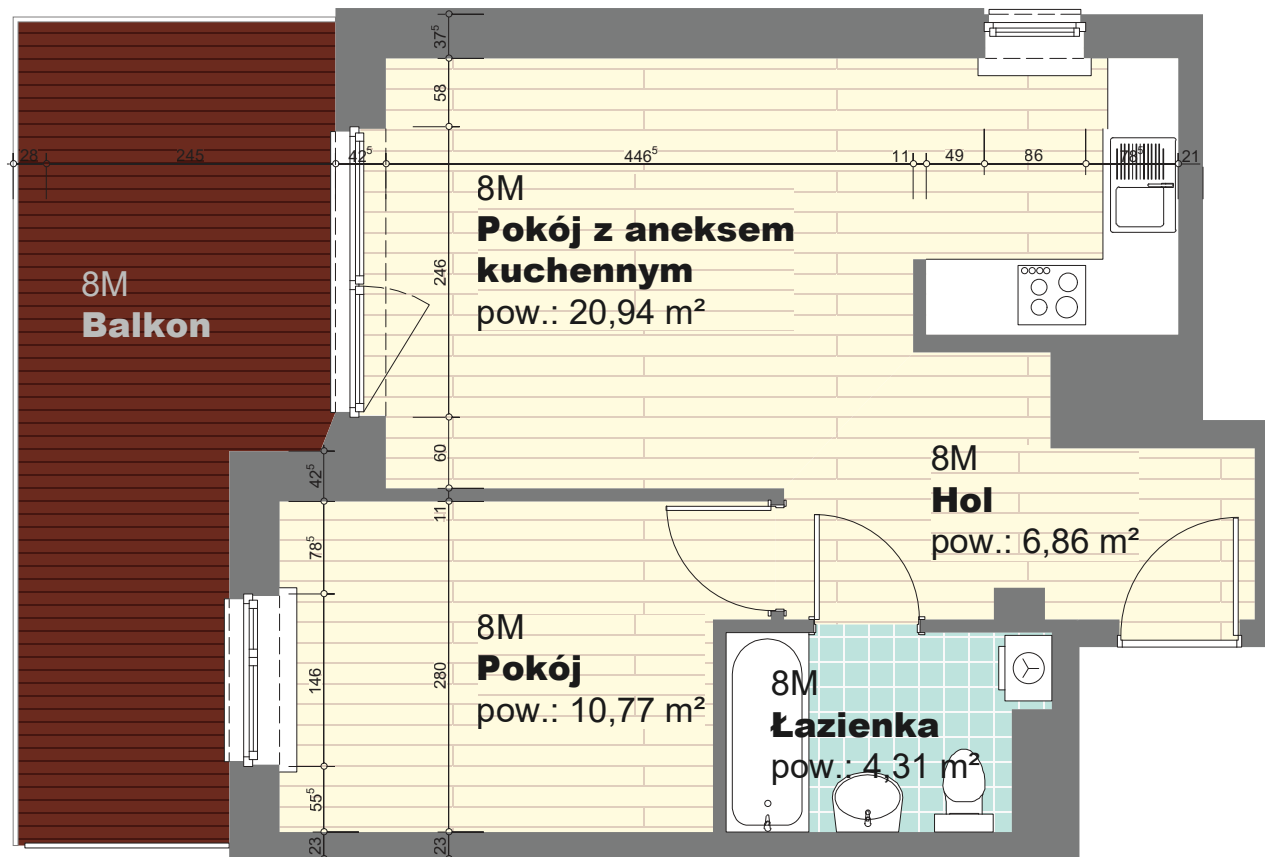 37⁵
58
28
245
42⁵
446⁵
11
49
86
78⁵
21
8M
Pokój z aneksem
kuchennym
pow.: 20,94 m²
246
8M
Balkon
60
42⁵
11
8M
Hol
pow.: 6,86 m²
78⁵
8M
Pokój
pow.: 10,77 m²
146
280
8M
Łazienka
pow.: 4,31 m²
55⁵
23
23